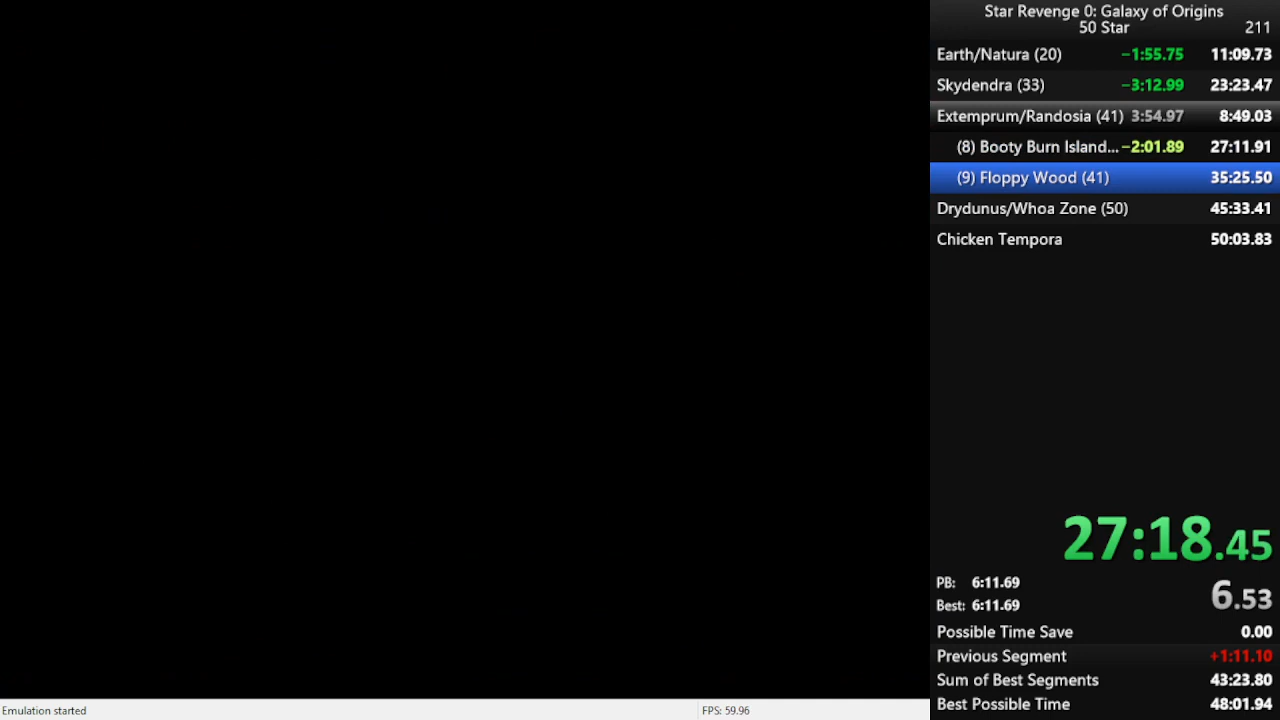 Star Revenge 0: Galaxy of Origins
50 Star 211
Earth/Natura (20) −1:55.75 11:09.73
Skydendra (33) −3:12.99 23:23.47
Extemprum/Randosia (41) 3:54.97 8:49.03
(8) Booty Burn Island... −2:01.89 27:11.91
(9) Floppy Wood (41) 35:25.50
Drydunus/Whoa Zone (50) 45:33.41
Chicken Tempora 50:03.83
27:18.45
PB: 6:11.69
6.53
Best: 6:11.69
Possible Time Save 0.00
Previous Segment +1:11.10
Sum of Best Segments 43:23.80
Best Possible Time 48:01.94
Emulation started FPS: 59.96